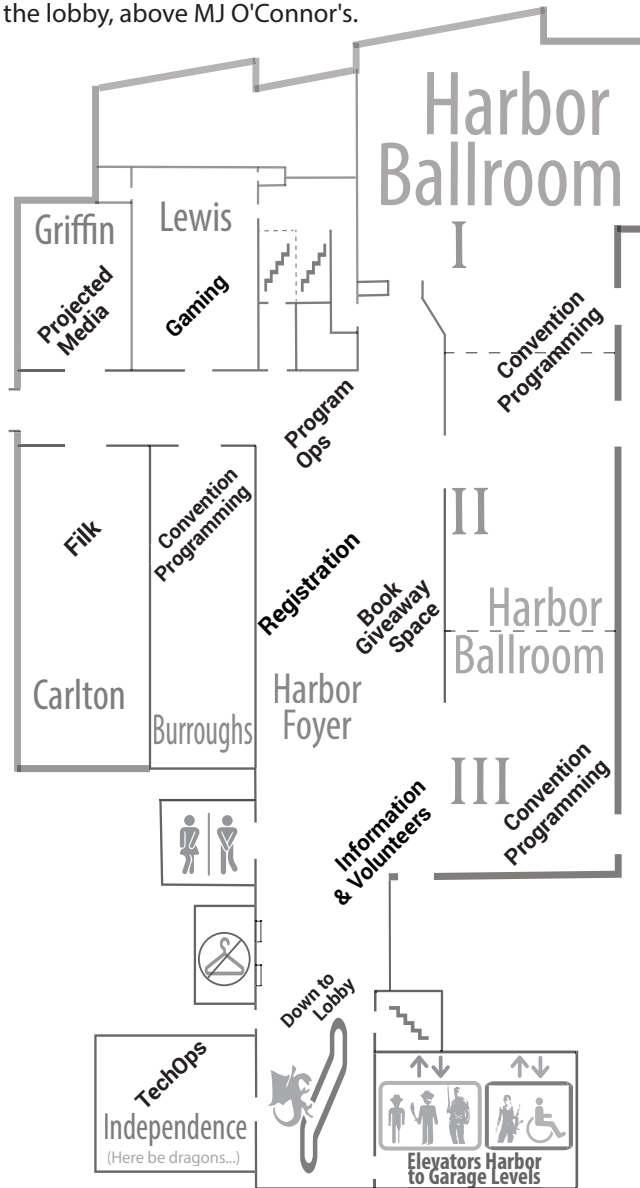 the lobby, above MJ O'Connor's.
Harbor
Ballroom
I
Griffin
Lewis
Projected
Media
Gaming
Convention
Programming
Program
Ops
Filk
Convention
Programming
II
Registration
Book
Giveaway
Space
Harbor
Ballroom
Carlton
Burroughs
Harbor
Foyer
III
Convention
Programming
Information
& Volunteers
Down to
Lobby
TechOps
Independence
(Here be dragons...)
Elevators Harbor
to Garage Levels